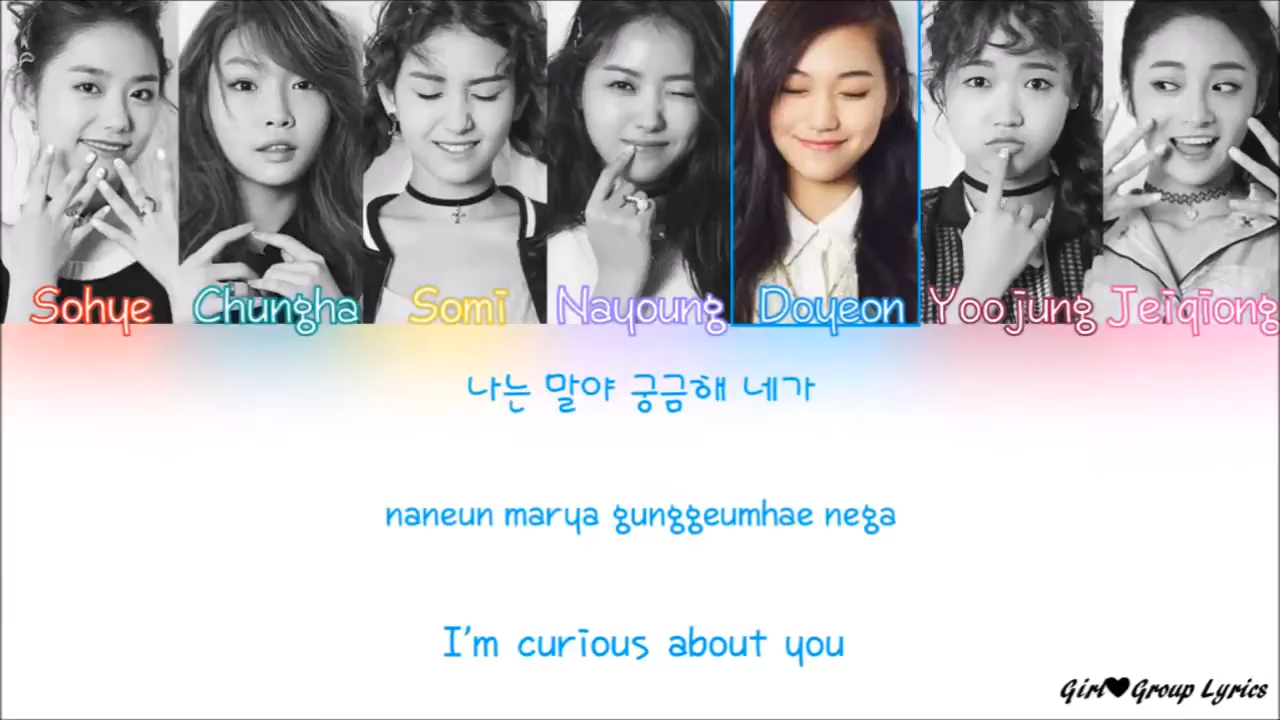 Sohye Chungha Somi Nayoung Doyeon Yoojung Jeiqiong
나는 말야 궁금해 네가
naneun marya gunggeumhae nega
I'm curious about you
Girl♥Group Lyrics